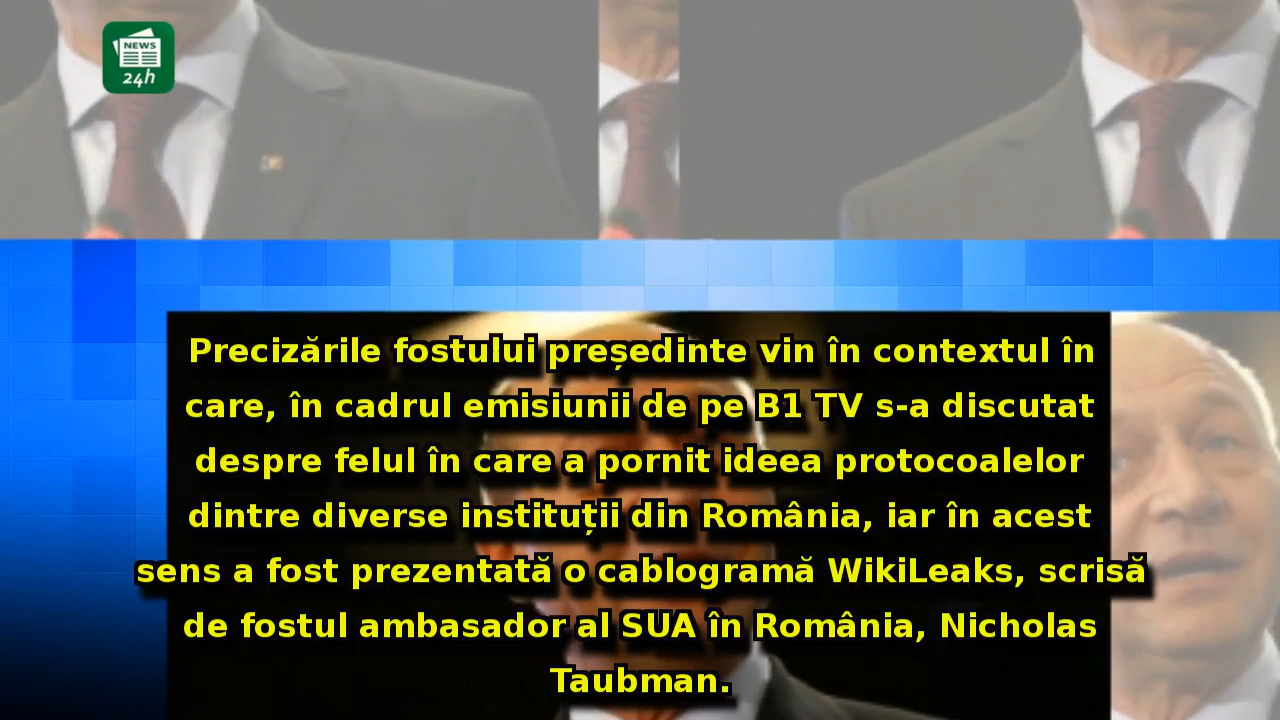 NEWS
24h
Precizările fostului președinte vin în contextul în
care, în cadrul emisiunii de pe B1 TV s-a discutat
despre felul în care a pornit ideea protocoalelor
dintre diverse instituții din România, iar în acest
sens a fost prezentată o cablogramă WikiLeaks, scrisă
de fostul ambasador al SUA în România, Nicholas
Taubman.